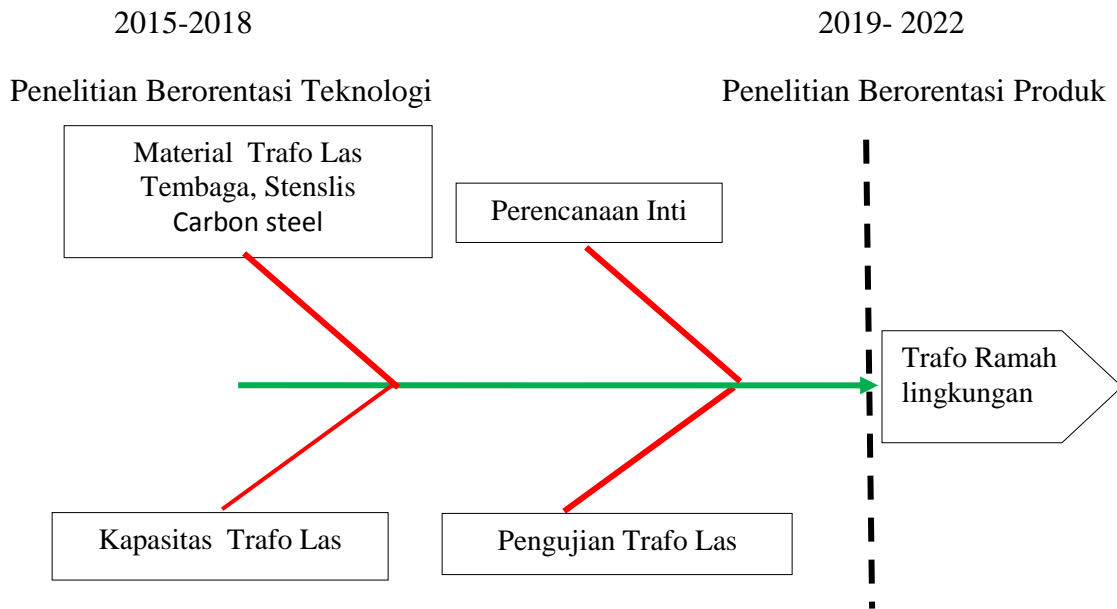 2015-2018
2019- 2022
Penelitian Berorentasi Teknologi
Penelitian Berorentasi Produk
Material Trafo Las
Tembaga, Stenslis
Carbon steel
Perencanaan Inti
Trafo Ramah
lingkungan
Kapasitas Trafo Las
Pengujian Trafo Las